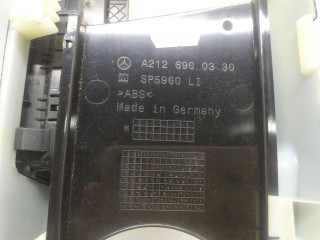 A212 690 03 30
SP5960 LI
>ABS<
Made in Germany
M